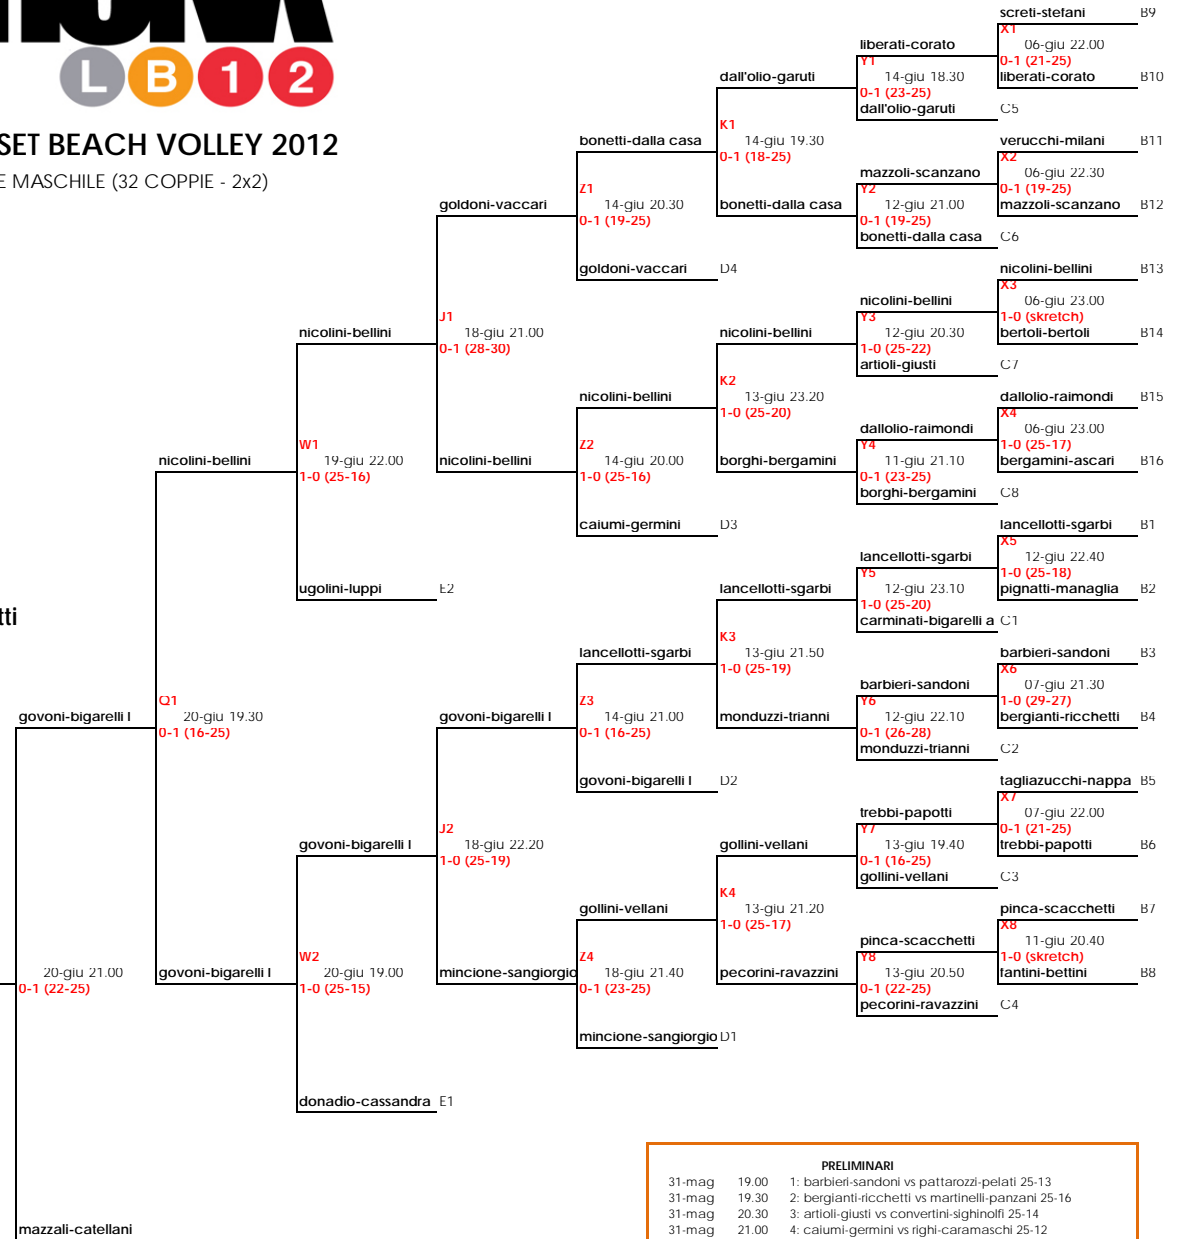 LB12
SET BEACH VOLLEY 2012
E MASCHILE (32 COPPIE - 2x2)
screti-stefani B9
X1
06-giu 22.00
0-1 (21-25)
liberati-corato B10
liberati-corato
Y1
14-giu 18.30
0-1 (23-25)
dall'olio-garuti C5
dall'olio-garuti
K1
14-giu 19.30
0-1 (18-25)
verucchi-milani B11
X2
06-giu 22.30
0-1 (19-25)
mazzoli-scanzano B12
mazzoli-scanzano
Y2
12-giu 21.00
0-1 (19-25)
bonetti-dalla casa C6
bonetti-dalla casa
bonetti-dalla casa
Z1
14-giu 20.30
0-1 (19-25)
goldoni-vaccari D4
goldoni-vaccari
J1
18-giu 21.00
0-1 (28-30)
nicolini-bellini B13
X3
06-giu 23.00
1-0 (skretch)
bertoli-bertoli B14
nicolini-bellini
Y3
12-giu 20.30
1-0 (25-22)
artioli-giusti C7
nicolini-bellini
K2
13-giu 23.20
1-0 (25-20)
dallolio-raimondi B15
X4
06-giu 23.00
1-0 (25-17)
bergamini-ascari B16
dallolio-raimondi
Y4
11-giu 21.10
0-1 (23-25)
borghi-bergamini C8
borghi-bergamini
nicolini-bellini
Z2
14-giu 20.00
1-0 (25-16)
caiumi-germini D3
nicolini-bellini
nicolini-bellini
W1
19-giu 22.00
1-0 (25-16)
ugolini-luppi E2
nicolini-bellini
Q1
20-giu 19.30
0-1 (16-25)
lancellotti-sgarbi B1
X5
12-giu 22.40
1-0 (25-18)
pignatti-managlia B2
lancellotti-sgarbi
Y5
12-giu 23.10
1-0 (25-20)
carminati-bigarelli a C1
lancellotti-sgarbi
K3
13-giu 21.50
1-0 (25-19)
barbieri-sandoni B3
X6
07-giu 21.30
1-0 (29-27)
bergianti-ricchetti B4
barbieri-sandoni
Y6
12-giu 22.10
0-1 (26-28)
monduzzi-trianni C2
monduzzi-trianni
lancellotti-sgarbi
Z3
14-giu 21.00
0-1 (16-25)
govoni-bigarelli l D2
govoni-bigarelli l
J2
18-giu 22.20
1-0 (25-19)
tagliazucchi-nappa B5
X7
07-giu 22.00
0-1 (21-25)
trebbi-papotti B6
trebbi-papotti
Y7
13-giu 19.40
0-1 (16-25)
gollini-vellani C3
gollini-vellani
K4
13-giu 21.20
1-0 (25-17)
pinca-scacchetti B7
X8
11-giu 20.40
1-0 (skretch)
fantini-bettini B8
pinca-scacchetti
Y8
13-giu 20.50
0-1 (22-25)
pecorini-ravazzini C4
pecorini-ravazzini
gollini-vellani
Z4
18-giu 21.40
0-1 (23-25)
mincione-sangiorgio D1
mincione-sangiorgio
govoni-bigarelli l
W2
20-giu 19.00
1-0 (25-15)
donadio-cassandra E1
govoni-bigarelli l
govoni-bigarelli l
20-giu 21.00
0-1 (22-25)
mazzali-catellani
tti
PRELIMINARI
31-mag 19.00 1: barbieri-sandoni vs pattarozzi-pelati 25-13
31-mag 19.30 2: bergianti-ricchetti vs martinelli-panzani 25-16
31-mag 20.30 3: artioli-giusti vs convertini-sighinolfi 25-14
31-mag 21.00 4: caiumi-germini vs righi-caramaschi 25-12